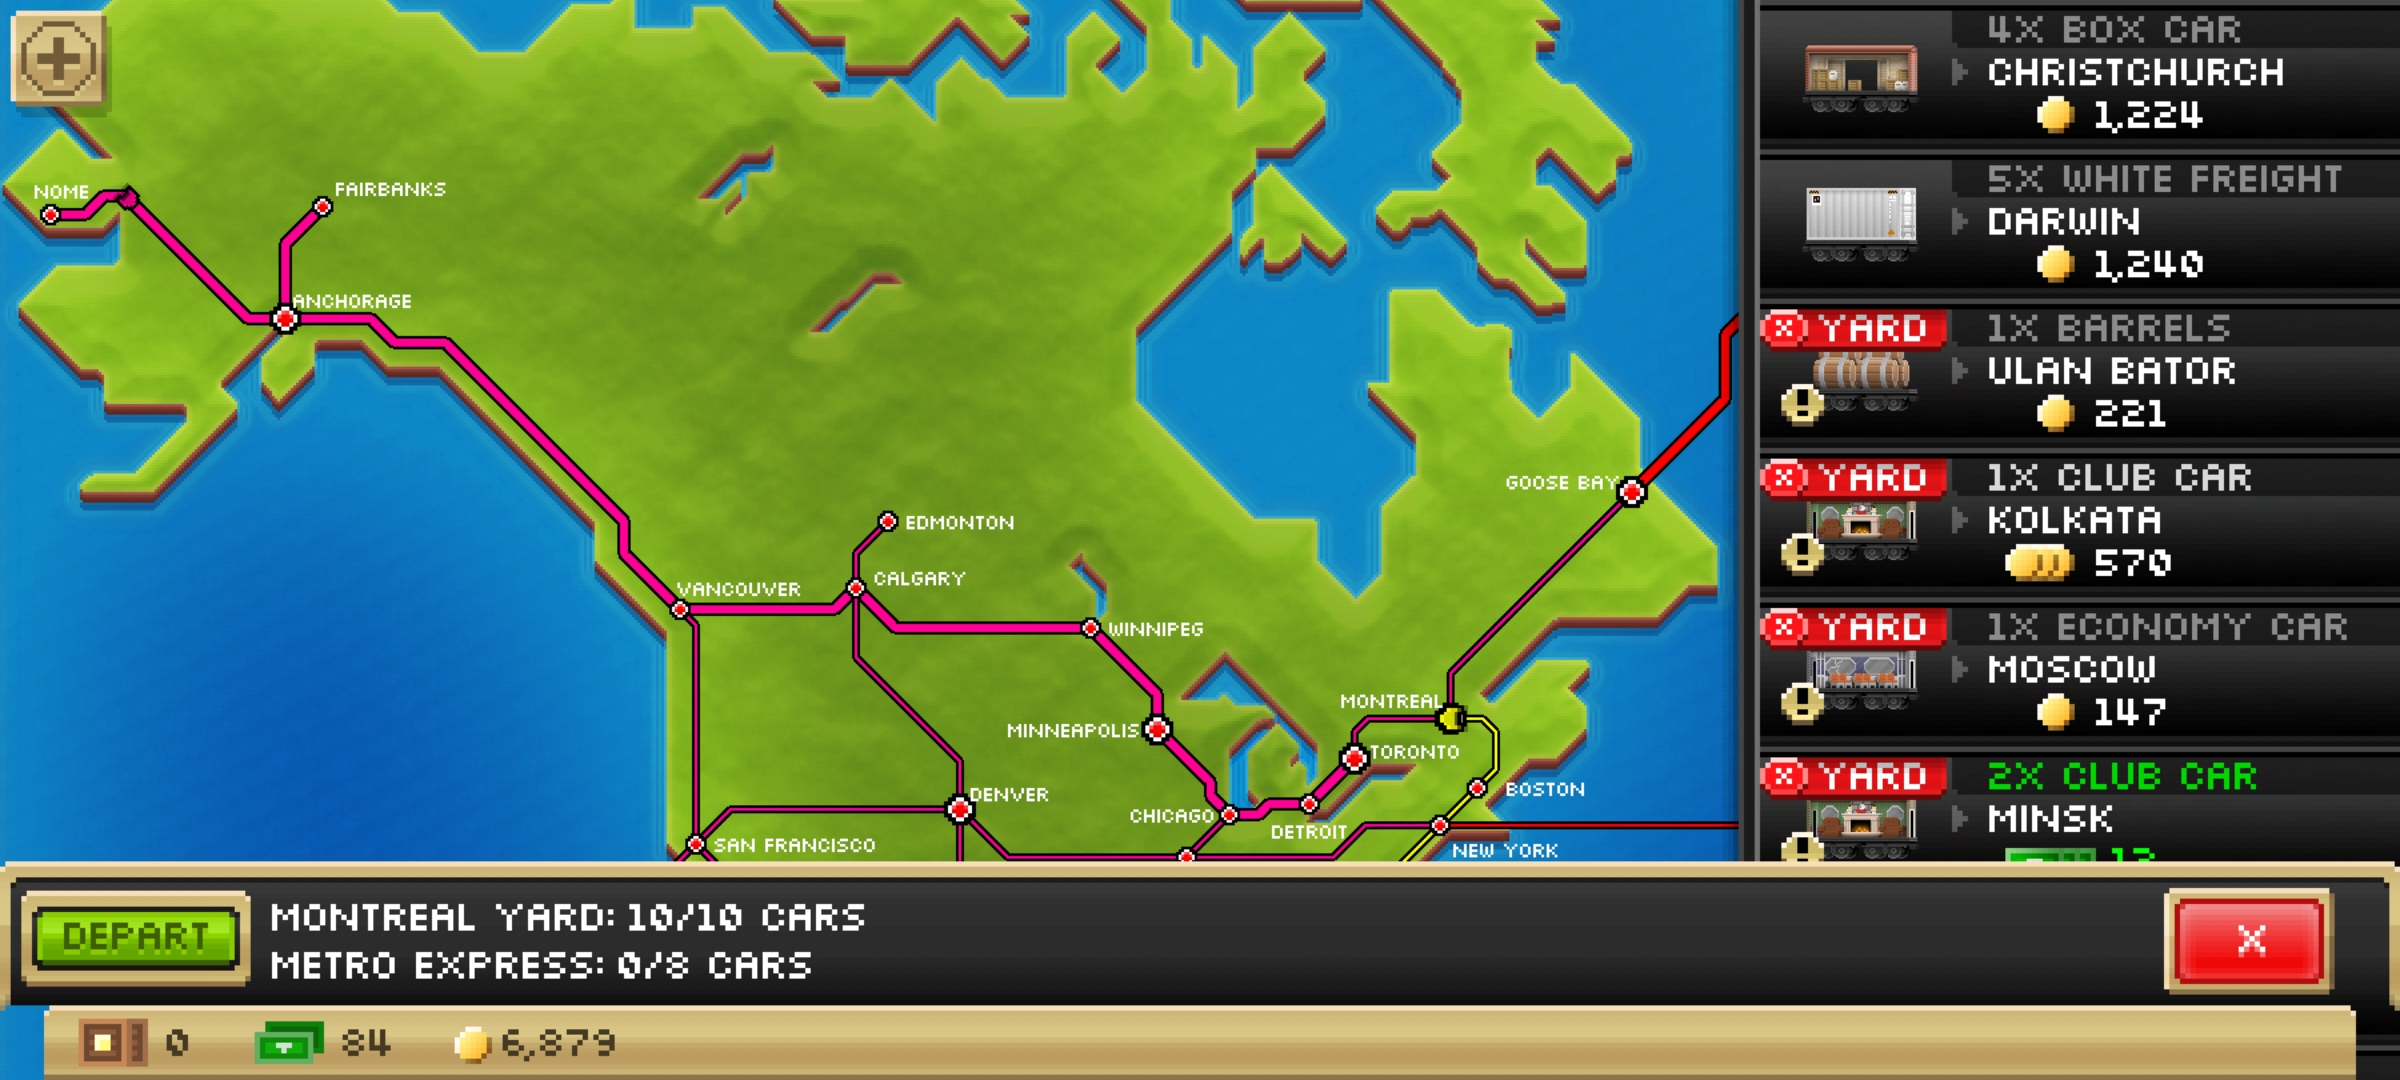 NOME
FAIRBANKS
ANCHORAGE
EDMONTON
CALGARY
VANCOUVER
WINNIPEG
MINNEAPOLIS
GOOSE BAY
MONTREAL
TORONTO
DENVER
CHICAGO
DETROIT
BOSTON
SAN FRANCISCO
NEW YORK
4X BOX CAR
CHRISTCHURCH
1,224
5X WHITE FREIGHT
DARWIN
1,240
X YARD
1X BARRELS
ULAN BATOR
221
X YARD
1X CLUB CAR
KOLKATA
570
X YARD
1X ECONOMY CAR
MOSCOW
147
X YARD
2X CLUB CAR
MINSK
DEPART
MONTREAL YARD: 10/10 CARS
METRO EXPRESS: 0/8 CARS
X
0
84
6,879